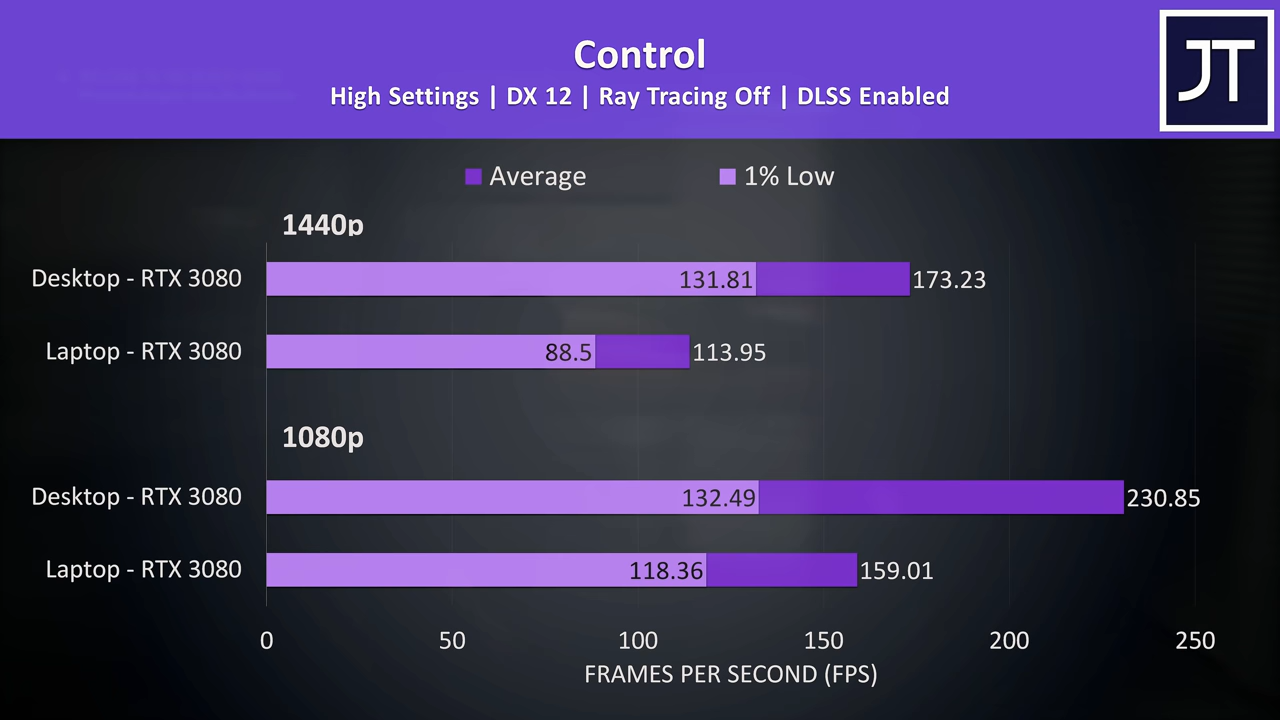 Control
High Settings | DX 12 | Ray Tracing Off | DLSS Enabled
JT
Average 1% Low
1440p
Desktop - RTX 3080 131.81 173.23
Laptop - RTX 3080 88.5 113.95
1080p
Desktop - RTX 3080 132.49 230.85
Laptop - RTX 3080 118.36 159.01
0 50 100 150 200 250
FRAMES PER SECOND (FPS)